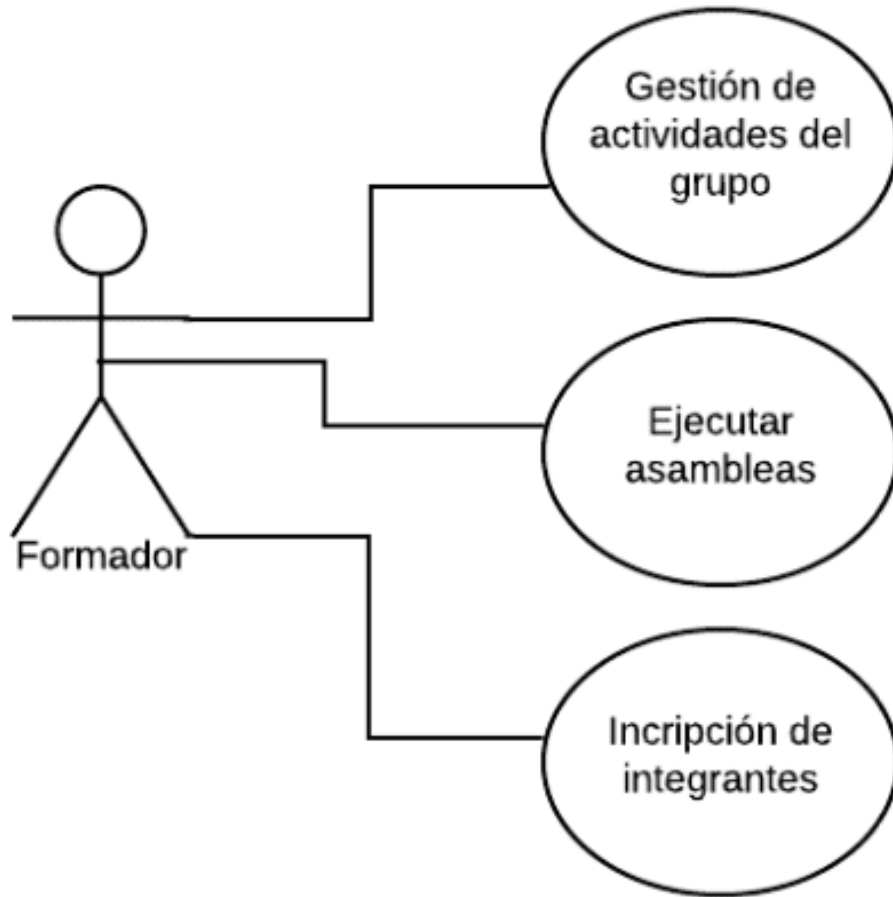 Gestión de
actividades del
grupo
Ejecutar
asambleas
Formador
Incripción de
integrantes